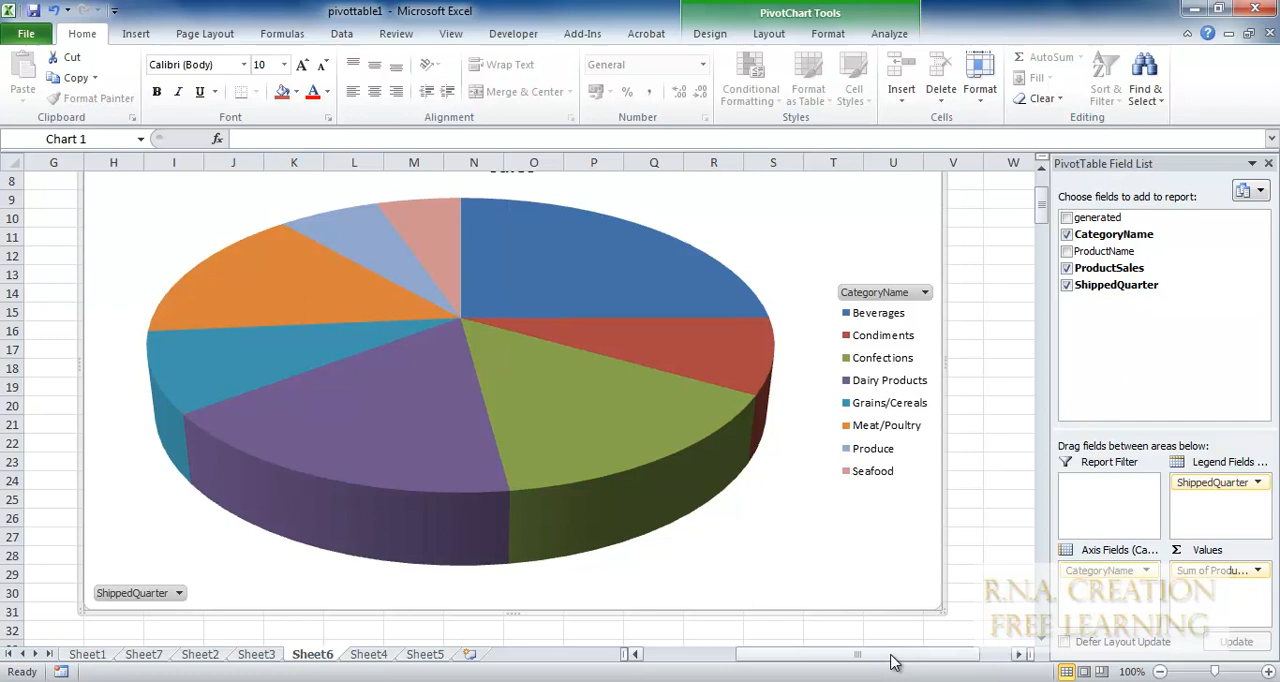 pivottable1 - Microsoft Excel
PivotChart Tools
File Home Insert Page Layout Formulas Data Review View Developer Add-Ins Acrobat Design Layout Format Analyze
Paste
Cut
Copy
Format Painter
Clipboard
Calibri (Body) 10
A A
B I U
A
Font
Wrap Text
Merge & Center
Alignment
General
%
Number
Conditional Formatting
Format as Table
Cell Styles
Styles
Insert Delete Format
Cells
AutoSum
Fill
Clear
Sort & Filter
Find & Select
Editing
Chart 1
fx
G H I J K L M N O P Q R S T U V W
8
9
10
11
12
13
14
15
16
17
18
19
20
21
22
23
24
25
26
27
28
29
30
31
32
CategoryName
Beverages
Condiments
Confections
Dairy Products
Grains/Cereals
Meat/Poultry
Produce
Seafood
ShippedQuarter
PivotTable Field List
Choose fields to add to report:
generated
CategoryName
ProductName
ProductSales
ShippedQuarter
Drag fields between areas below:
Report Filter
Legend Fields ...
ShippedQuarter
Axis Fields (Ca...
Σ Values
CategoryName
Sum of Produ...
R.N.A. CREATION
FREE LEARNING
Defer Layout Update
Update
Sheet1 Sheet7 Sheet2 Sheet3 Sheet6 Sheet4 Sheet5
Ready
100%